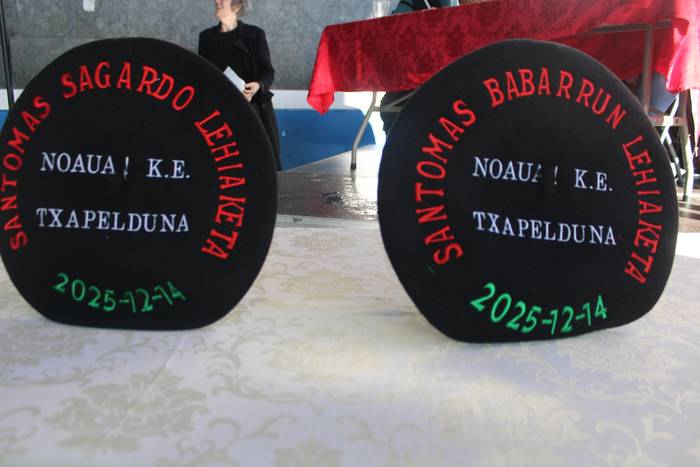 SANTOMAS SAGARDO LEHIAKETA
NOAUA! K.E.
TXAPELDUNA
2025-12-14
SANTOMAS BABARRUN LEHIAKETA
NOAUA! K.E.
TXAPELDUNA
2025-12-14